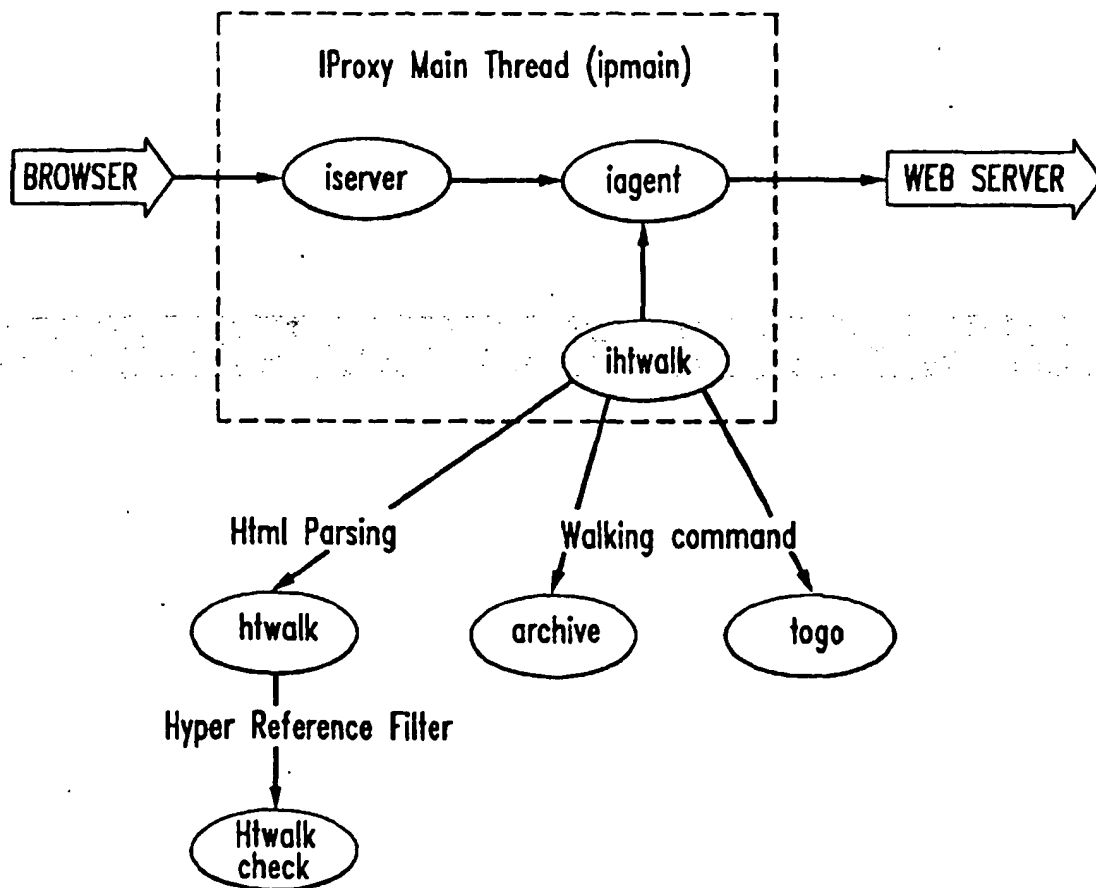 IProxy Main Thread (ipmain)
BROWSER
iserver
iagent
WEB SERVER
ihtwalk
Html Parsing
Walking command
htwalk
archive
togo
Hyper Reference Filter
Htwalk
check